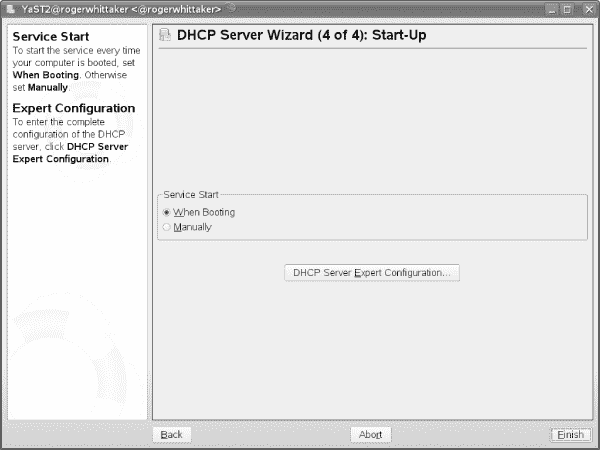 YaST2@rogerwhittaker <@rogerwhittaker>
Service Start
To start the service every time
your computer is booted, set
When Booting. Otherwise
set Manually.
Expert Configuration
To enter the complete
configuration of the DHCP
server, click DHCP Server
Expert Configuration.
DHCP Server Wizard (4 of 4): Start-Up
Service Start
When Booting
Manually
DHCP Server Expert Configuration...
Back
Abort
Finish